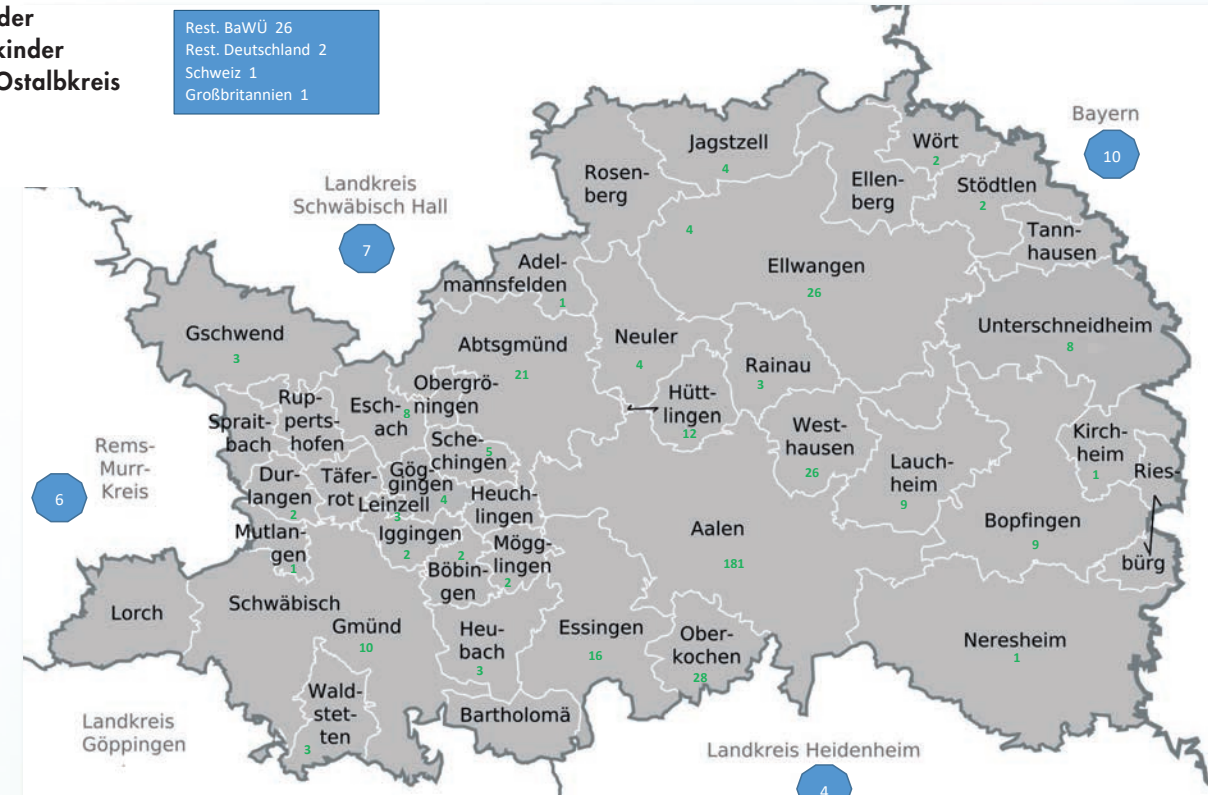 der
kinder
Ostalbkreis
Rest. BaWÜ 26
Rest. Deutschland 2
Schweiz 1
Großbritannien 1
Bayern
10
Landkreis
Schwäbisch Hall
7
Rems-
Murr-
Kreis
6
Landkreis
Göppingen
Landkreis Heidenheim
4
Jagstzell
4
Wört
2
Rosen-
berg
Ellen-
berg
Stödtlen
2
Tann-
hausen
4
Ellwangen
26
Adel-
mannsfelden
1
Unterschneidheim
8
Gschwend
3
Abtsgmünd
21
Neuler
4
Rainau
3
Hütt-
lingen
12
Obergrö-
ningen
Esch-
ach
8
Rup-
perts-
hofen
Sprait-
bach
Sche-
chingen
5
West-
hausen
26
Lauch-
heim
9
Kirch-
heim
1
Ries-
bürg
Bopfingen
9
Dur-
langen
2
Täfer-
rot
Gög-
gingen
4
Leinzell
3
Heuch-
lingen
Mutlan-
gen
1
Iggingen
2
2
Böbin-
gen
Mögg-
lingen
2
Aalen
181
Lorch
Schwäbisch
Gmünd
10
Heu-
bach
3
Essingen
16
Ober-
kochen
28
Neresheim
1
Wald-
stet-
ten
3
Bartholomä